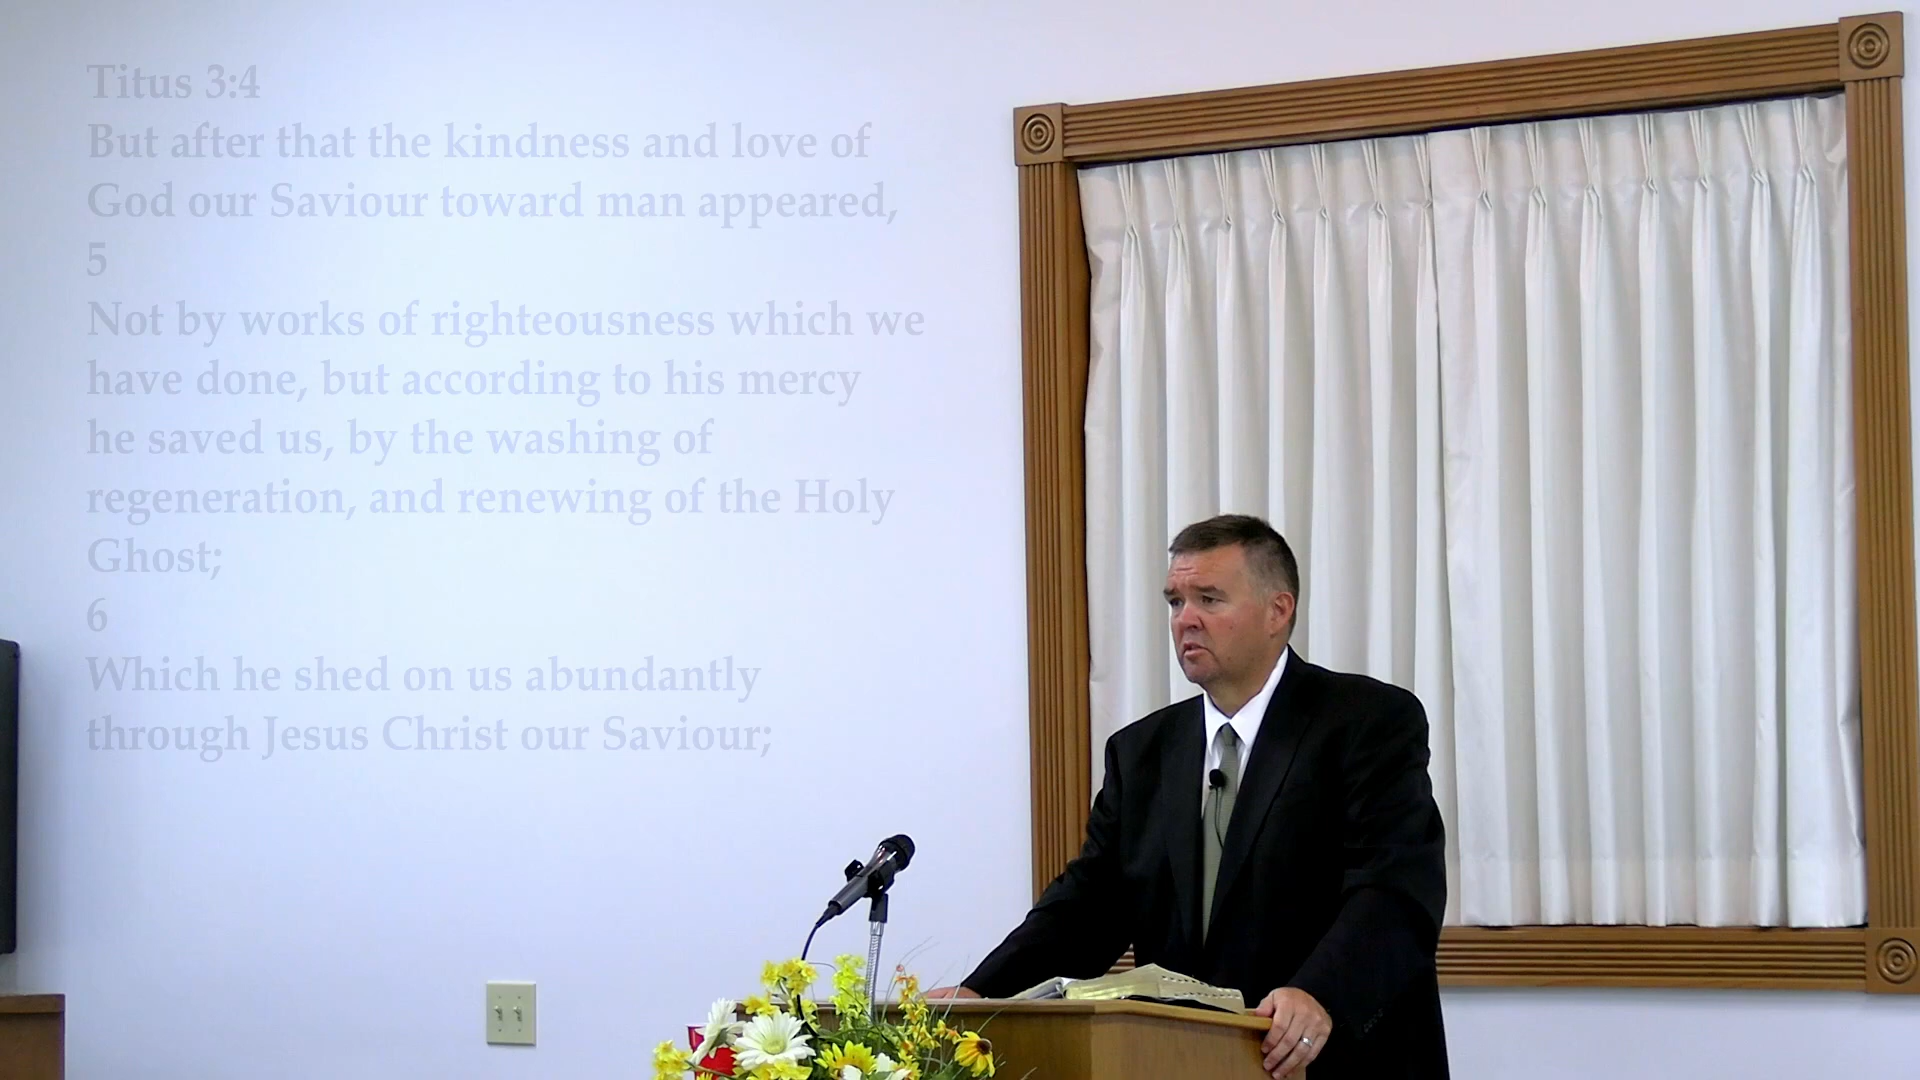 Titus 3:4
But after that the kindness and love of
God our Saviour toward man appeared,
5
Not by works of righteousness which we
have done, but according to his mercy
he saved us, by the washing of
regeneration, and renewing of the Holy
Ghost;
6
Which he shed on us abundantly
through Jesus Christ our Saviour;